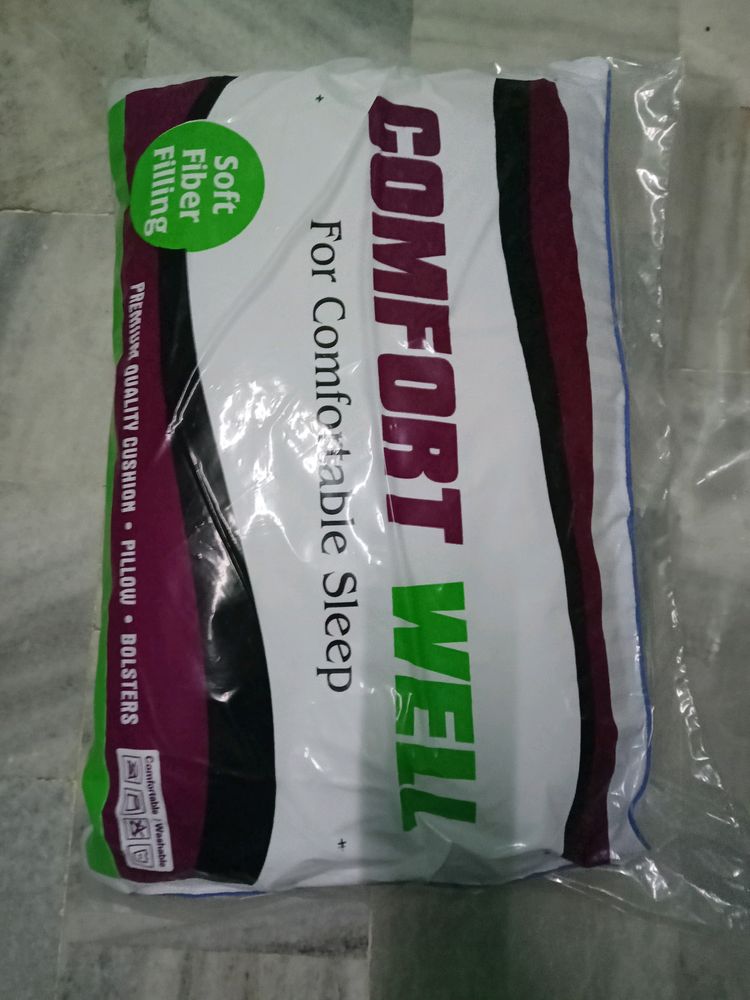 COMFORT WELL
For Comfortable Sleep
Soft
Fiber
Filling
PREMIUM QUALITY CUSHION • PILLOW • BOLSTERS
Comfortable / Washable